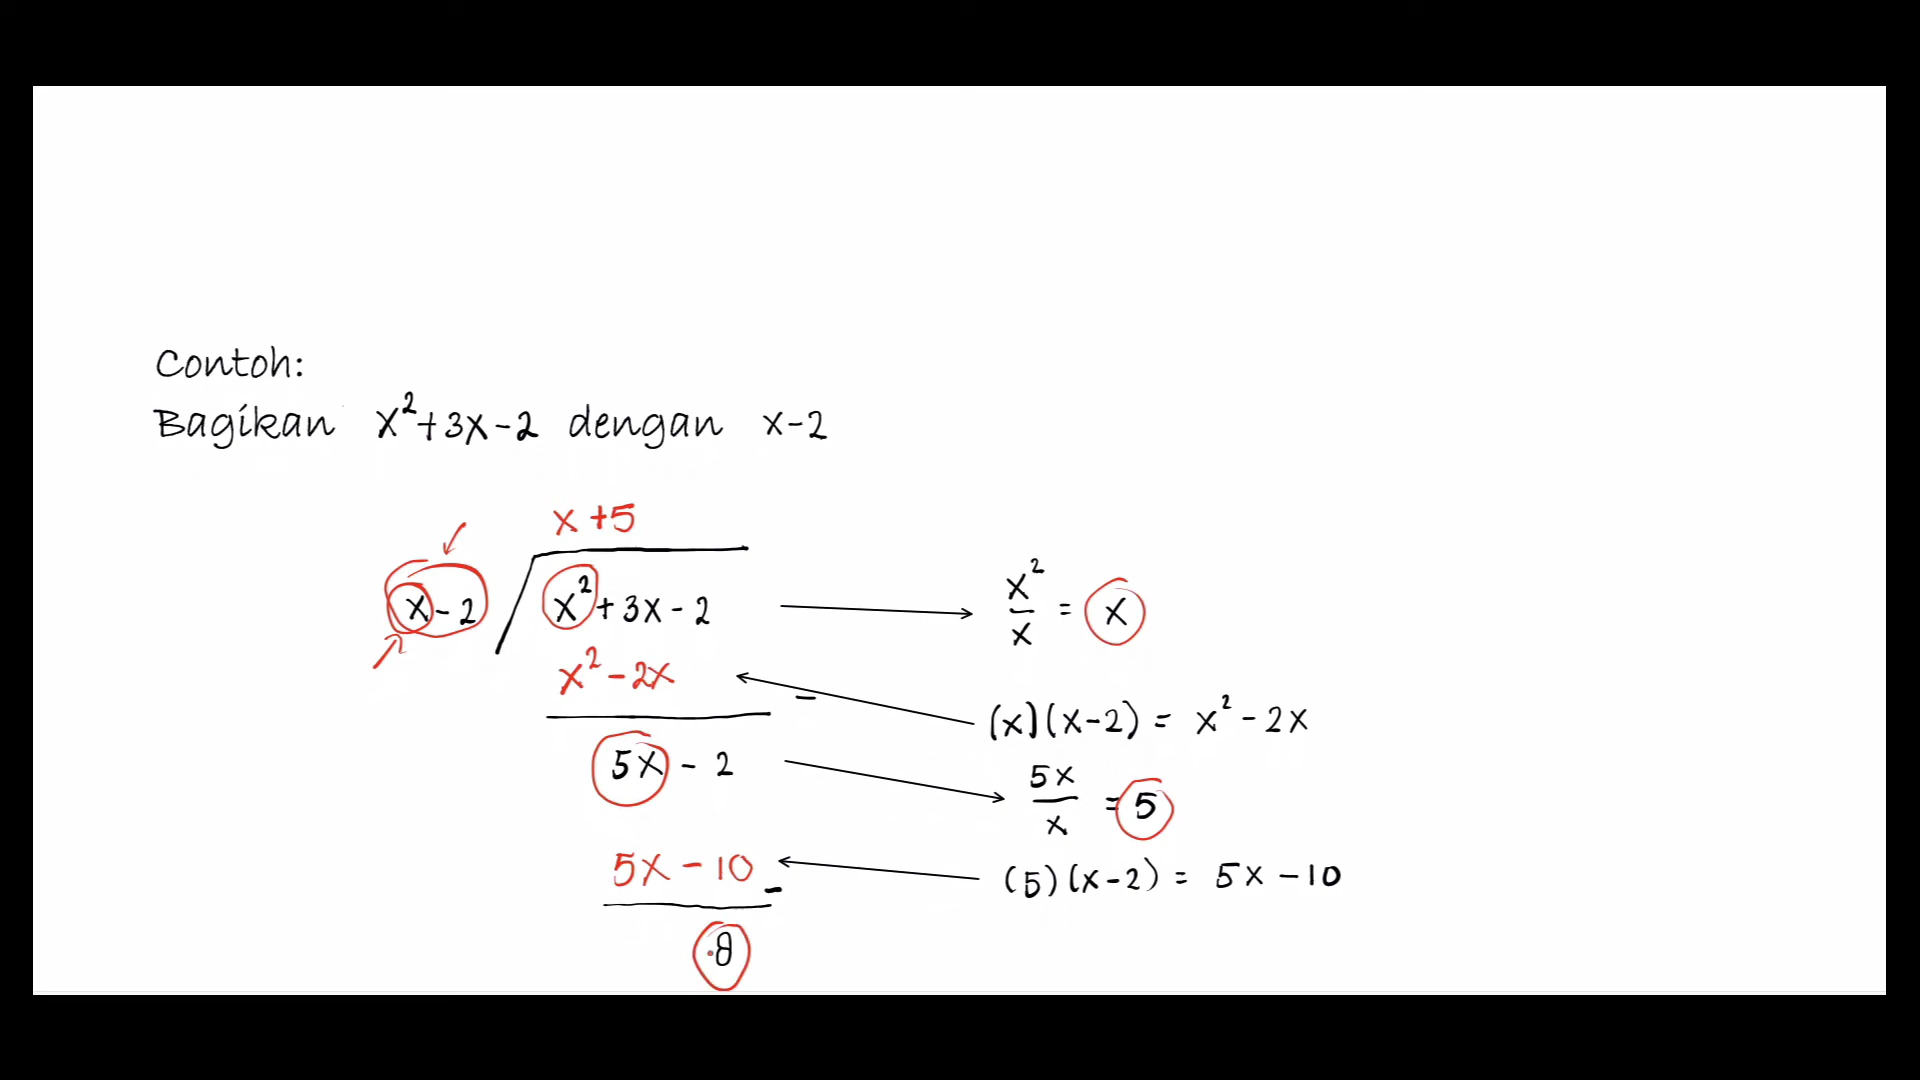 Contoh:
Bagikan x²+3x-2 dengan x-2
x+5
x-2 x²+3x-2
x²/x = x
x²-2x -
(x)(x-2) = x²-2x
5x-2
5x/x = 5
5x-10 -
(5)(x-2) = 5x-10
8